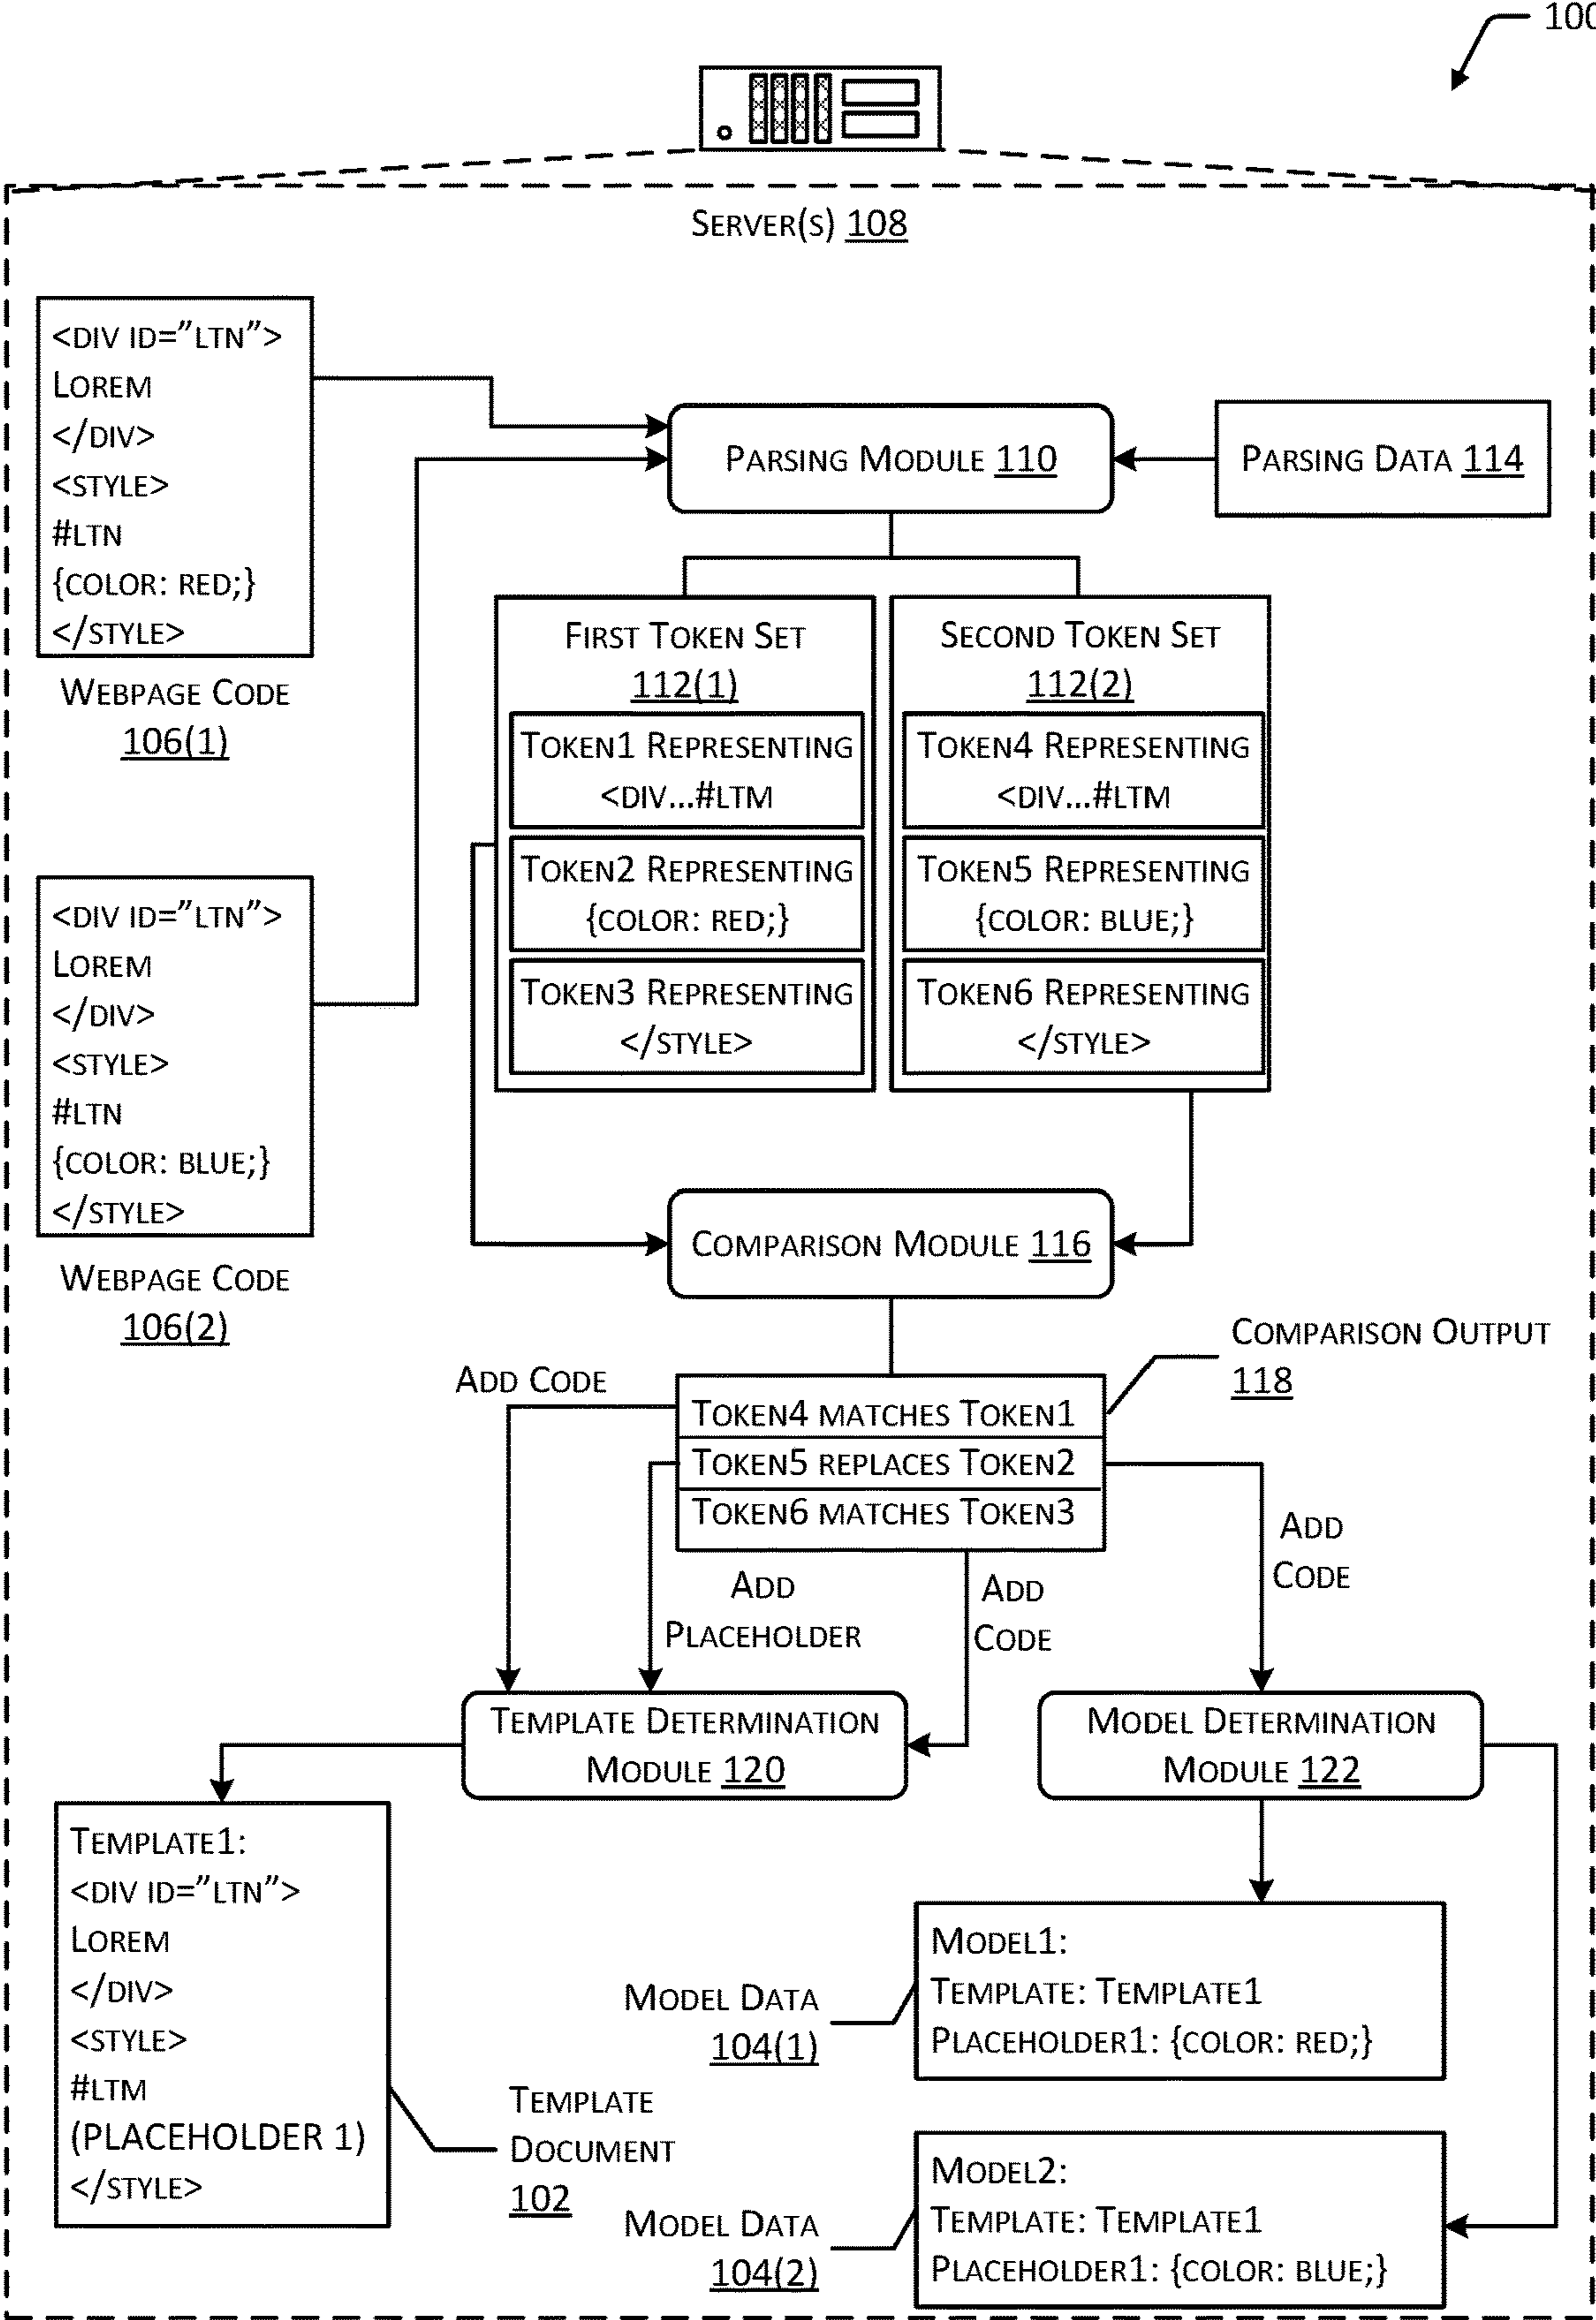 100
Server(s) 108
<div id="ltn">
Lorem
</div>
<style>
#ltn
{color: red;}
</style>
Webpage Code
106(1)
Parsing Module 110
Parsing Data 114
First Token Set
112(1)
Token1 Representing
<div...#ltm
Token2 Representing
{color: red;}
Token3 Representing
</style>
Second Token Set
112(2)
Token4 Representing
<div...#ltm
Token5 Representing
{color: blue;}
Token6 Representing
</style>
<div id="ltn">
Lorem
</div>
<style>
#ltn
{color: blue;}
</style>
Webpage Code
106(2)
Comparison Module 116
Comparison Output
118
Add Code
Token4 matches Token1
Token5 replaces Token2
Token6 matches Token3
Add
Placeholder
Add
Code
Add
Code
Template Determination
Module 120
Model Determination
Module 122
Template1:
<div id="ltn">
Lorem
</div>
<style>
#ltm
(PLACEHOLDER 1)
</style>
Template
Document
102
Model Data
104(1)
Model1:
Template: Template1
Placeholder1: {color: red;}
Model Data
104(2)
Model2:
Template: Template1
Placeholder1: {color: blue;}